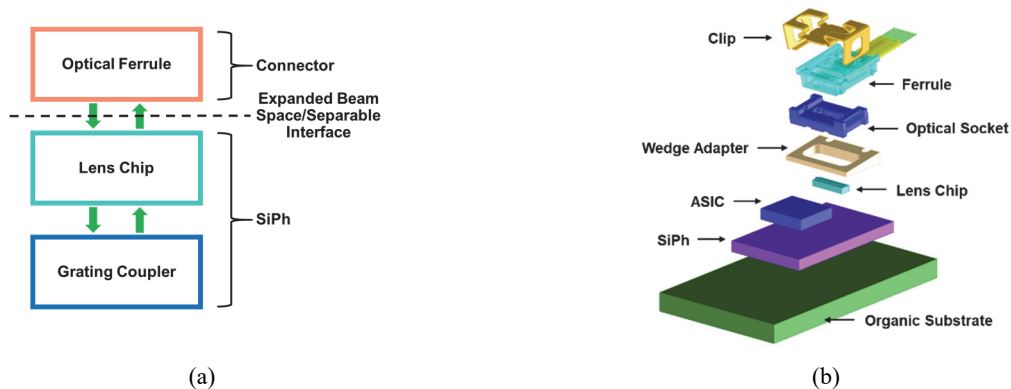 Optical Ferrule
Connector
Expanded Beam
Space/Separable
Interface
Lens Chip
SiPh
Grating Coupler
(a)
Clip
Ferrule
Optical Socket
Wedge Adapter
Lens Chip
ASIC
SiPh
Organic Substrate
(b)